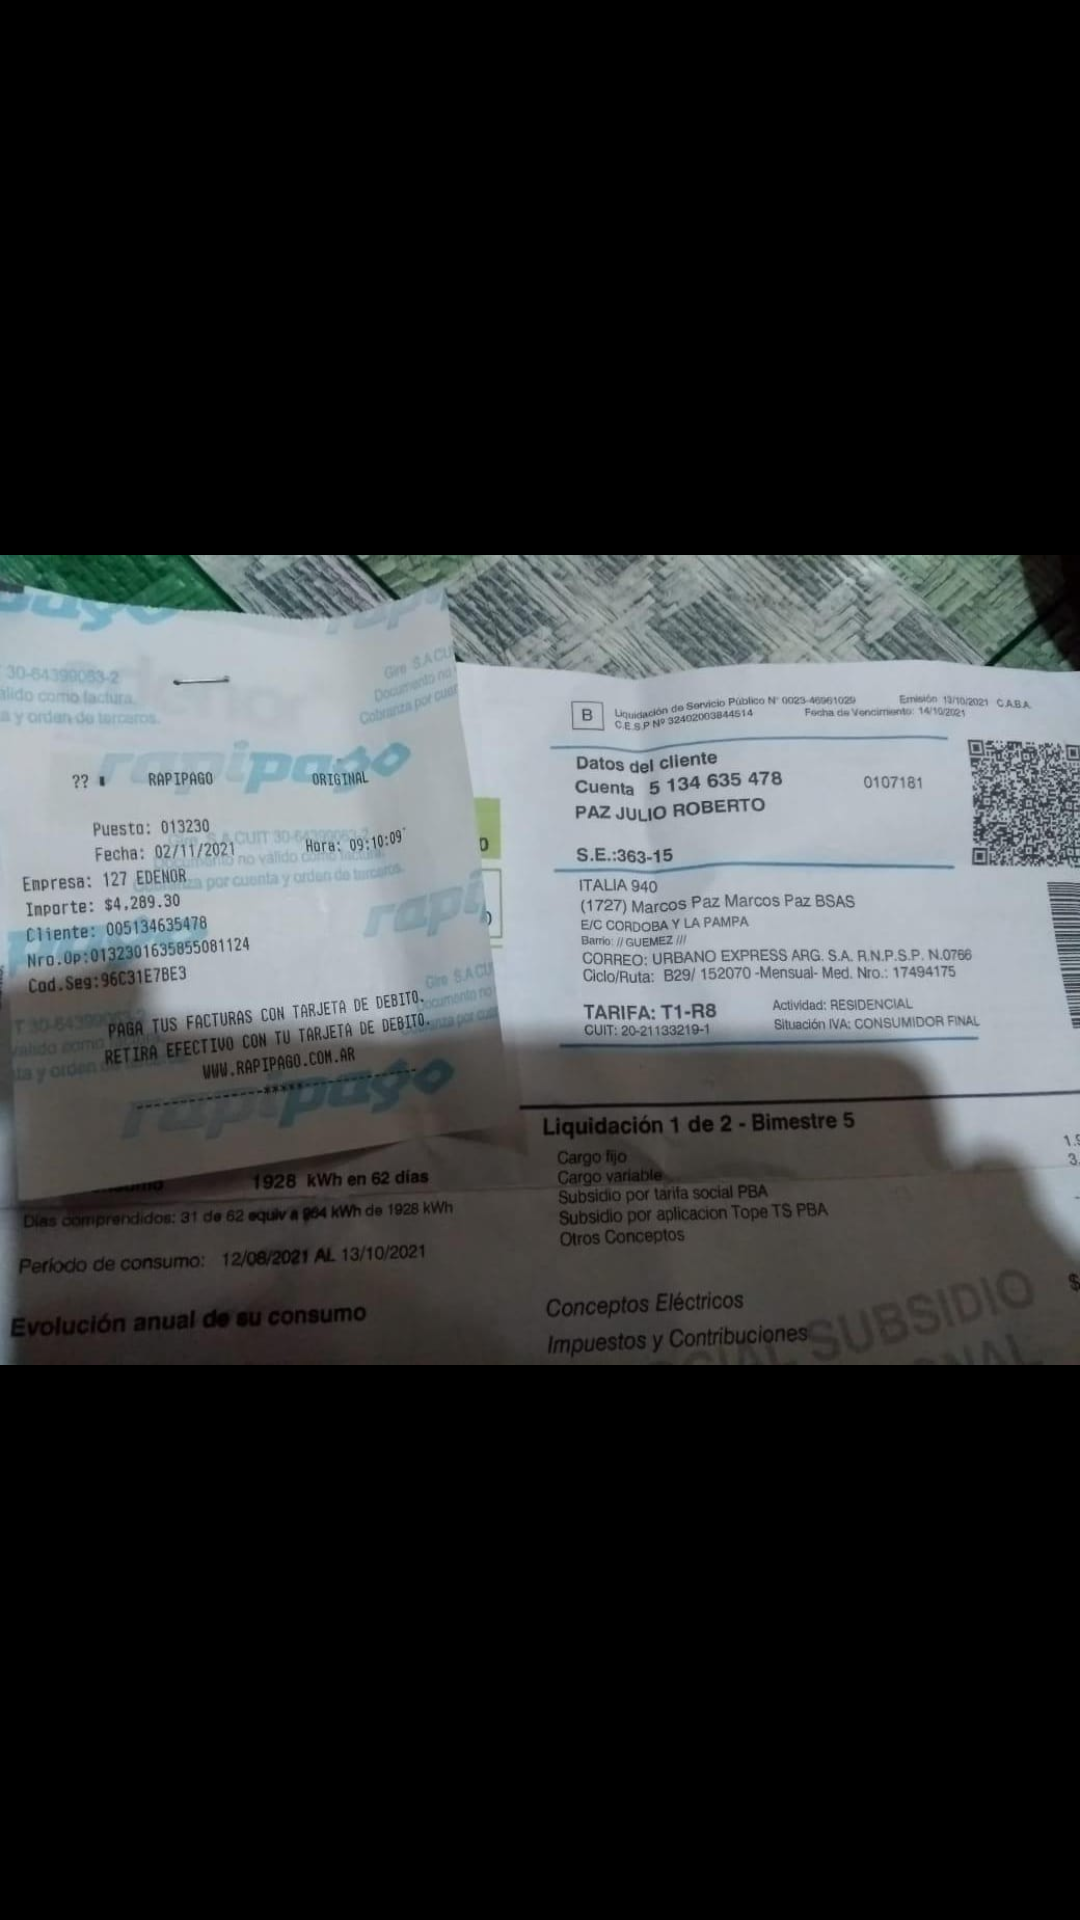 30-64399063-2
álido como factura.
a y orden de terceros.
Gire S.A CU
Documento no
Cobranza por cuen
rapipago
?? RAPIPAGO ORIGINAL
Puesto: 013230
Fecha: 02/11/2021 Hora: 09:10:09
Empresa: 127 EDENOR
Importe: $4,289.30
Cliente: 005134635478
Nro.Op:0132301635855081124
Cod.Seg:96C31E7BE3
PAGA TUS FACTURAS CON TARJETA DE DEBITO.
RETIRA EFECTIVO CON TU TARJETA DE DEBITO.
WWW.RAPIPAGO.COM.AR
---------------*****---------------
rapipago
1928 kWh en 62 días
Días comprendidos: 31 de 62 equiv a 964 kWh de 1928 kWh
Período de consumo: 12/08/2021 AL 13/10/2021
Evolución anual de su consumo
B
Liquidación de Servicio Público N° 0023-46961029 Emisión 13/10/2021 C.A.B.A.
C.E.S.P Nº 32402003844514 Fecha de Vencimiento: 14/10/2021
Datos del cliente
Cuenta 5 134 635 478 0107181
PAZ JULIO ROBERTO
S.E.:363-15
ITALIA 940
(1727) Marcos Paz Marcos Paz BSAS
E/C CORDOBA Y LA PAMPA
Barrio: // GUEMEZ ///
CORREO: URBANO EXPRESS ARG. S.A. R.N.P.S.P. N.0766
Ciclo/Ruta: B29/ 152070 -Mensual- Med. Nro.: 17494175
TARIFA: T1-R8 Actividad: RESIDENCIAL
CUIT: 20-21133219-1 Situación IVA: CONSUMIDOR FINAL
Liquidación 1 de 2 - Bimestre 5
Cargo fijo
Cargo variable
Subsidio por tarifa social PBA
Subsidio por aplicacion Tope TS PBA
Otros Conceptos
Conceptos Eléctricos
Impuestos y Contribuciones
SUBSIDIO